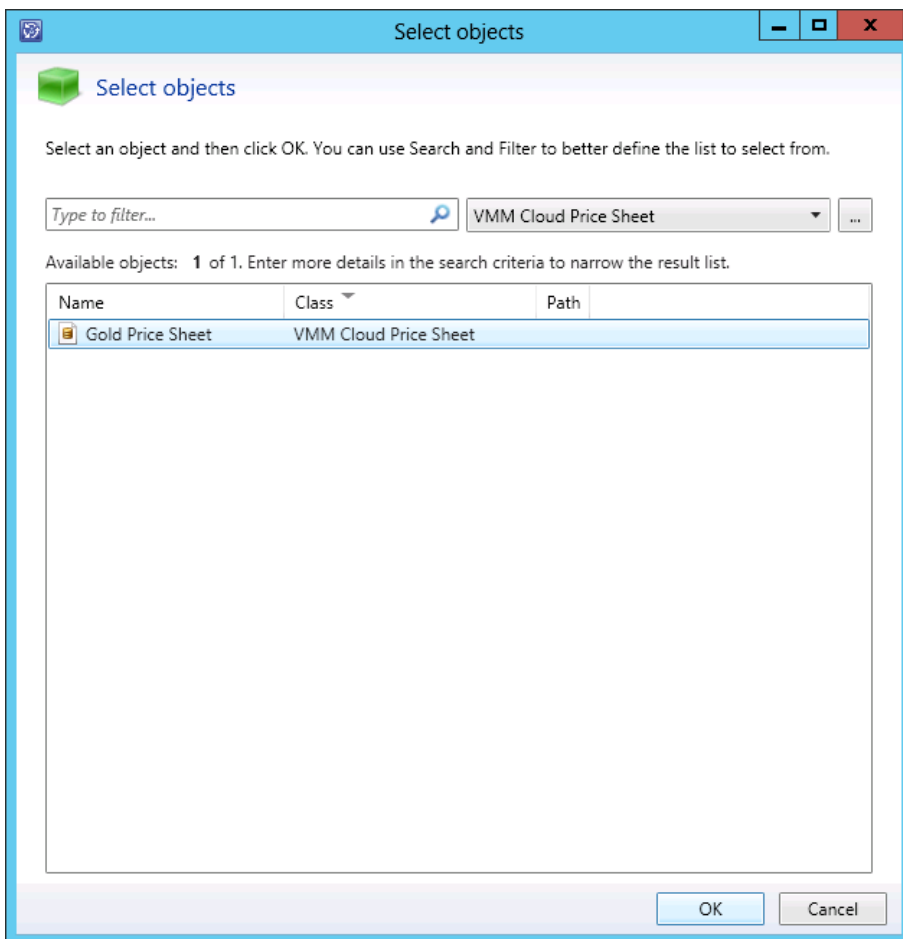 Select objects
Select objects
Select an object and then click OK. You can use Search and Filter to better define the list to select from.
Type to filter... VMM Cloud Price Sheet ...
Available objects: 1 of 1. Enter more details in the search criteria to narrow the result list.
Name Class Path
Gold Price Sheet VMM Cloud Price Sheet
OK Cancel